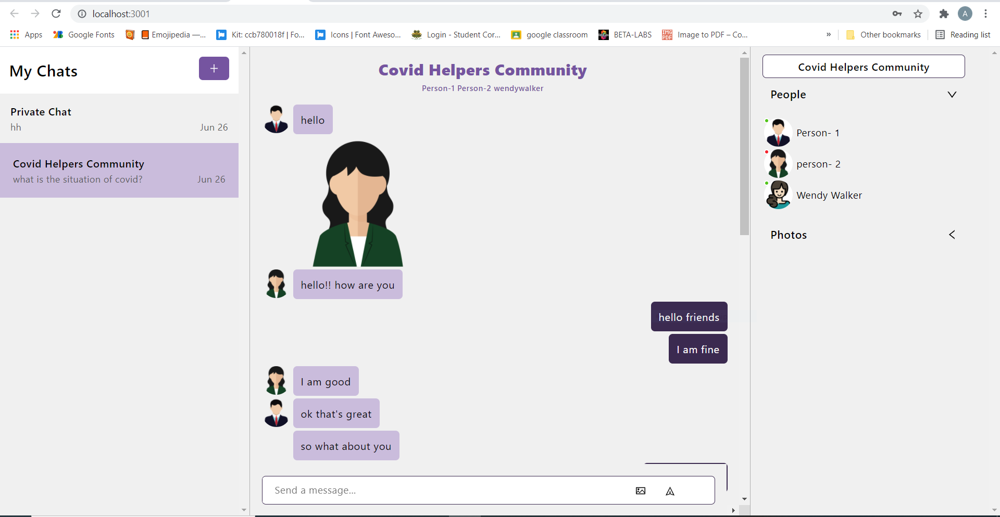 localhost:3001
A
Apps
Google Fonts
Emojipedia —...
Kit: ccb780018f | Fo...
Icons | Font Aweso...
Login - Student Cor...
google classroom
BETA-LABS
IMG
PDF
Image to PDF – Co...
»
Other bookmarks
Reading list
My Chats
+
Private Chat
hh
Jun 26
Covid Helpers Community
what is the situation of covid?
Jun 26
Covid Helpers Community
Person-1 Person-2 wendywalker
hello
hello!! how are you
hello friends
I am fine
I am good
ok that's great
so what about you
Send a message...
Covid Helpers Community
People
Person- 1
person- 2
Wendy Walker
Photos